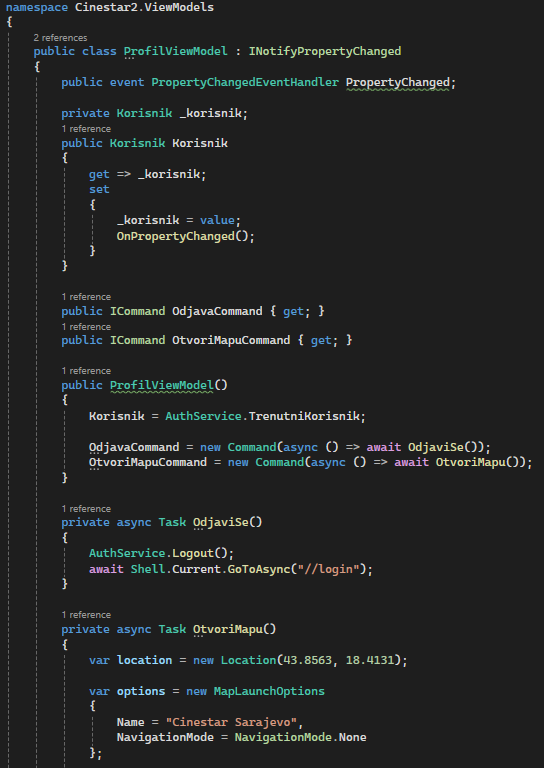 namespace Cinestar2.ViewModels
{
2 references
public class ProfilViewModel : INotifyPropertyChanged
{
public event PropertyChangedEventHandler PropertyChanged;
private Korisnik _korisnik;
1 reference
public Korisnik Korisnik
{
get => _korisnik;
set
{
_korisnik = value;
OnPropertyChanged();
}
}
1 reference
public ICommand OdjavaCommand { get; }
1 reference
public ICommand OtvoriMapuCommand { get; }
1 reference
public ProfilViewModel()
{
Korisnik = AuthService.TrenutniKorisnik;
OdjavaCommand = new Command(async () => await OdjaviSe());
OtvoriMapuCommand = new Command(async () => await OtvoriMapu());
}
1 reference
private async Task OdjaviSe()
{
AuthService.Logout();
await Shell.Current.GoToAsync("//login");
}
1 reference
private async Task OtvoriMapu()
{
var location = new Location(43.8563, 18.4131);
var options = new MapLaunchOptions
{
Name = "Cinestar Sarajevo",
NavigationMode = NavigationMode.None
};